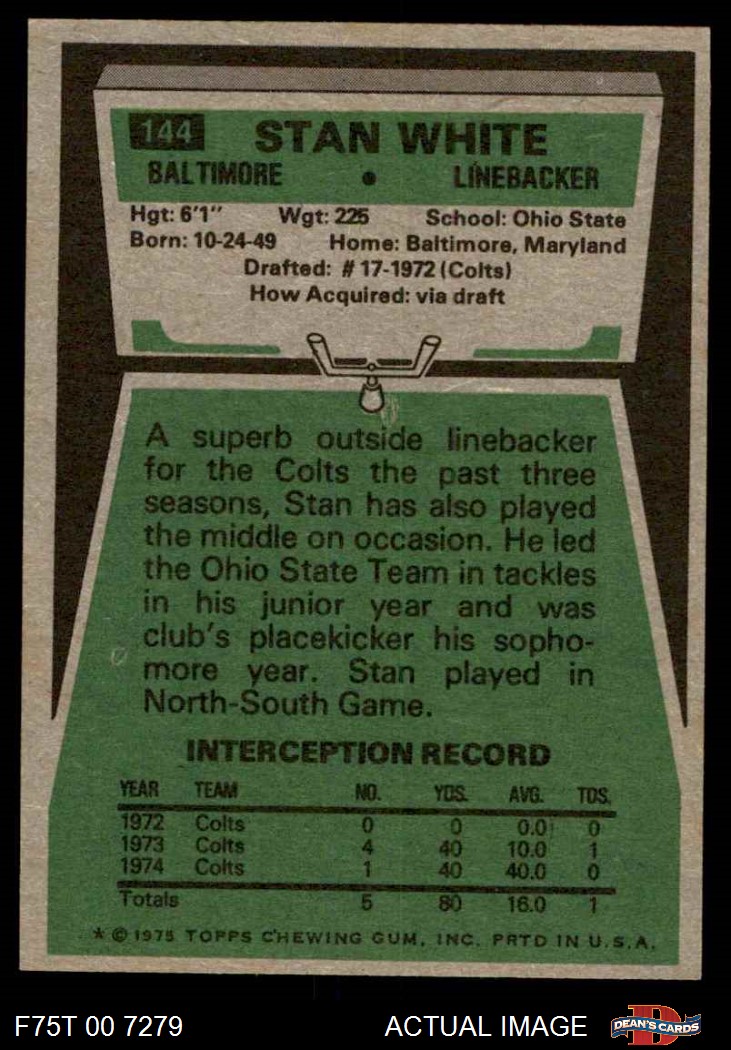 144 STAN WHITE
BALTIMORE • LINEBACKER
Hgt: 6'1" Wgt: 225 School: Ohio State
Born: 10-24-49 Home: Baltimore, Maryland
Drafted: #17-1972 (Colts)
How Acquired: via draft
A superb outside linebacker
for the Colts the past three
seasons, Stan has also played
the middle on occasion. He led
the Ohio State Team in tackles
in his junior year and was
club's placekicker his sopho-
more year. Stan played in
North-South Game.
INTERCEPTION RECORD
YEAR TEAM NO. YDS. AVG. TDS.
1972 Colts 0 0 0.0 0
1973 Colts 4 40 10.0 1
1974 Colts 1 40 40.0 0
Totals 5 80 16.0 1
* © 1975 TOPPS CHEWING GUM, INC. PRTD IN U.S.A.
F75T 00 7279 ACTUAL IMAGE D DEAN'S CARDS